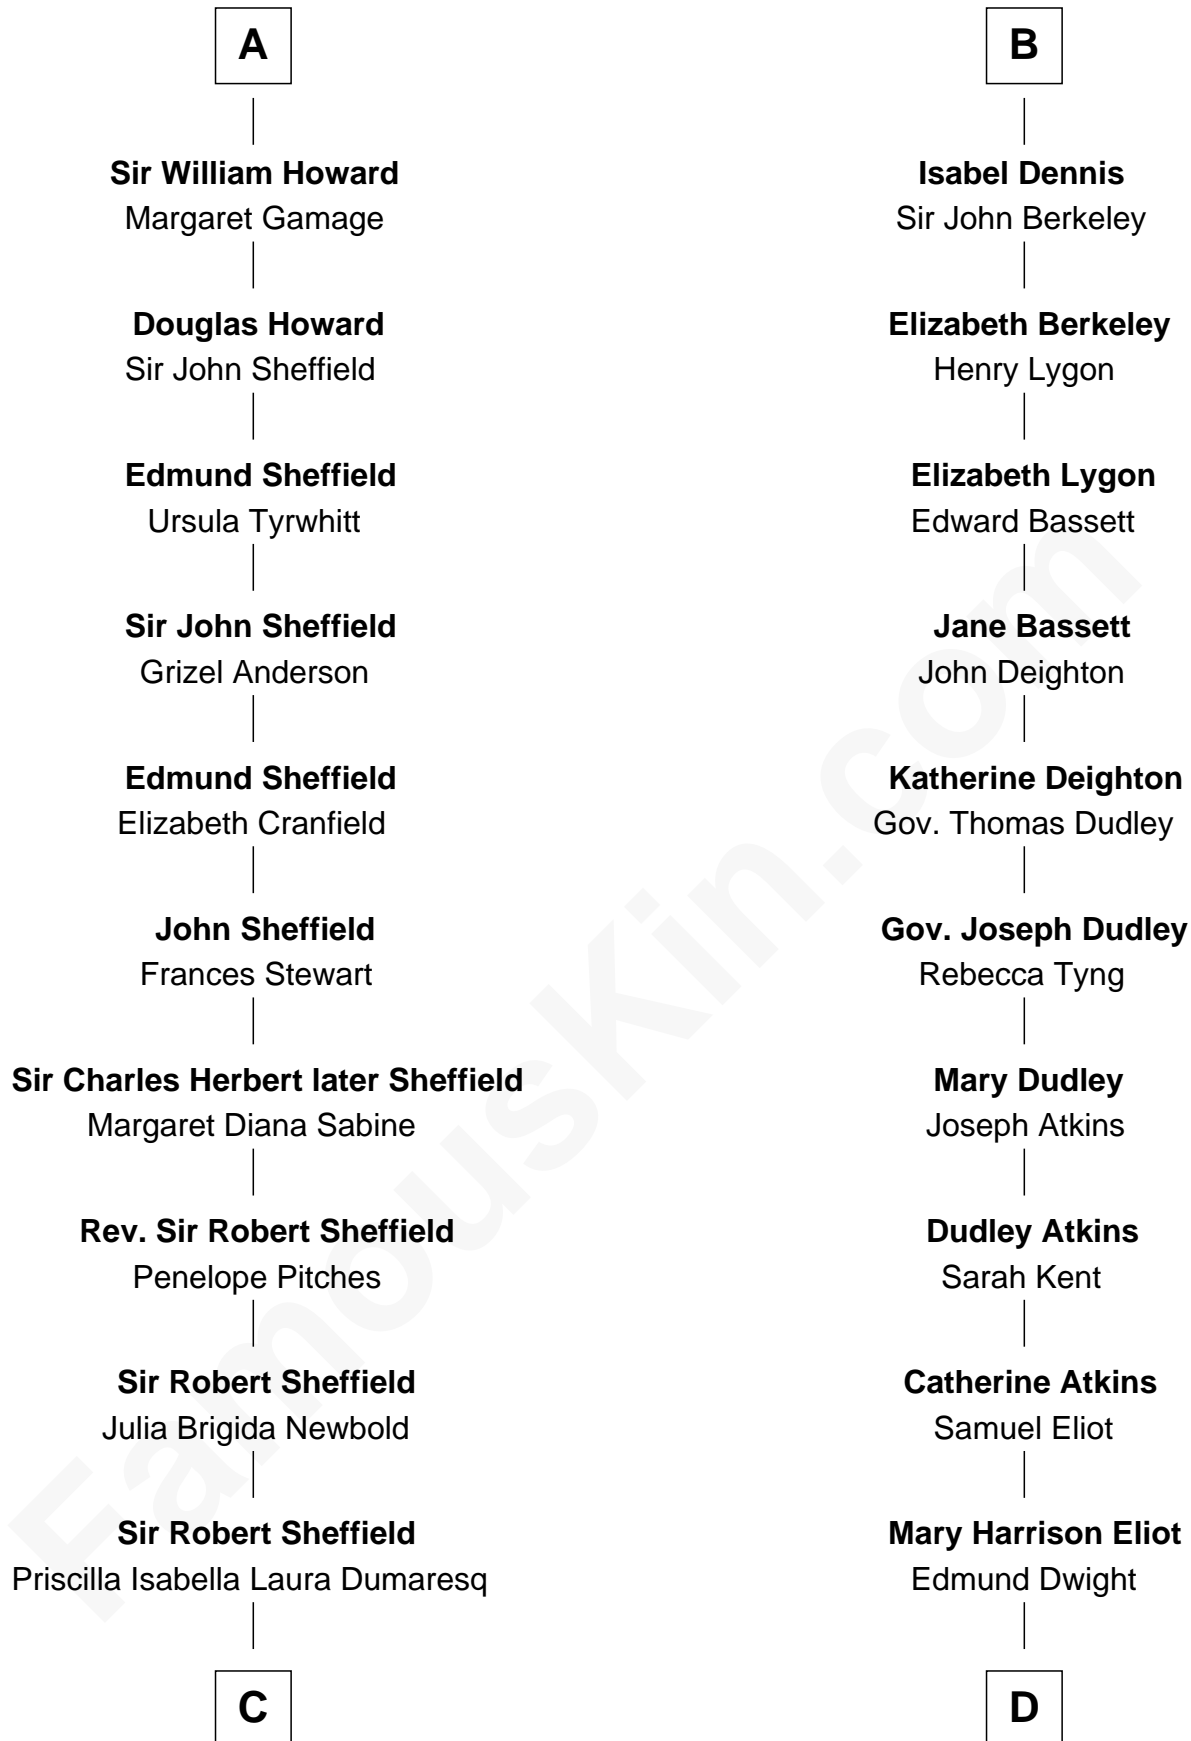 A
Sir William Howard
Margaret Gamage
Douglas Howard
Sir John Sheffield
Edmund Sheffield
Ursula Tyrwhitt
Sir John Sheffield
Grizel Anderson
Edmund Sheffield
Elizabeth Cranfield
John Sheffield
Frances Stewart
Sir Charles Herbert later Sheffield
Margaret Diana Sabine
Rev. Sir Robert Sheffield
Penelope Pitches
Sir Robert Sheffield
Julia Brigida Newbold
Sir Robert Sheffield
Priscilla Isabella Laura Dumaresq
C
B
Isabel Dennis
Sir John Berkeley
Elizabeth Berkeley
Henry Lygon
Elizabeth Lygon
Edward Bassett
Jane Bassett
John Deighton
Katherine Deighton
Gov. Thomas Dudley
Gov. Joseph Dudley
Rebecca Tyng
Mary Dudley
Joseph Atkins
Dudley Atkins
Sarah Kent
Catherine Atkins
Samuel Eliot
Mary Harrison Eliot
Edmund Dwight
D
FamousKin.com